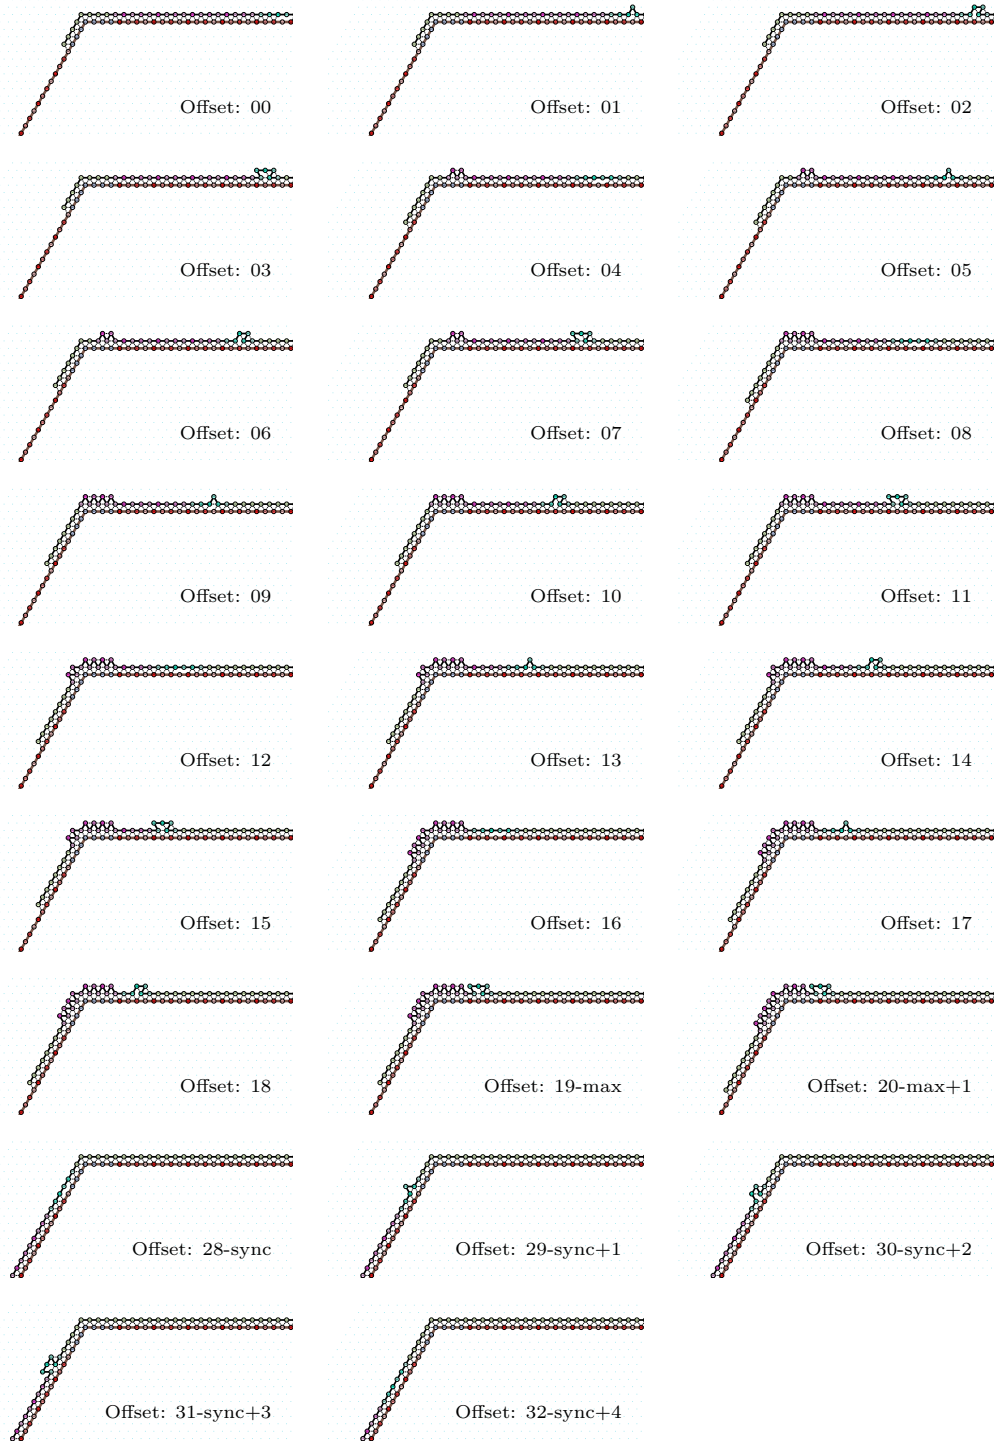 Offset: 00
Offset: 01
Offset: 02
Offset: 03
Offset: 04
Offset: 05
Offset: 06
Offset: 07
Offset: 08
Offset: 09
Offset: 10
Offset: 11
Offset: 12
Offset: 13
Offset: 14
Offset: 15
Offset: 16
Offset: 17
Offset: 18
Offset: 19-max
Offset: 20-max+1
Offset: 28-sync
Offset: 29-sync+1
Offset: 30-sync+2
Offset: 31-sync+3
Offset: 32-sync+4